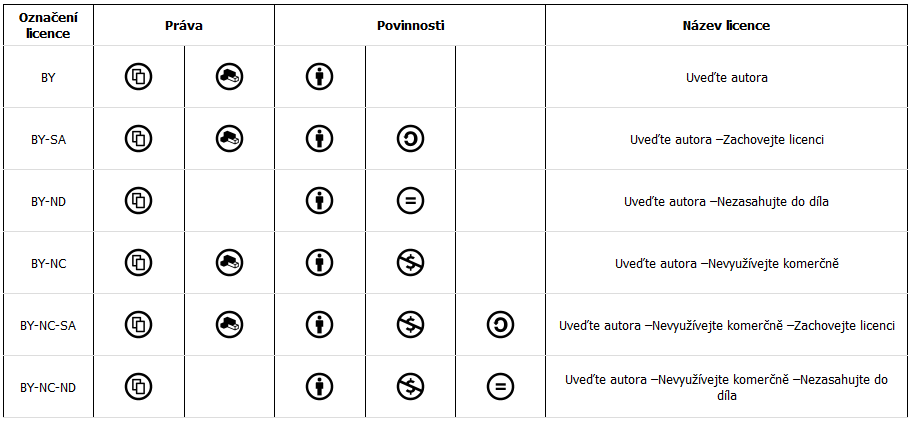 Označení licence Práva Povinnosti Název licence
BY Uveďte autora
BY-SA Uveďte autora –Zachovejte licenci
BY-ND Uveďte autora –Nezasahujte do díla
BY-NC Uveďte autora –Nevyužívejte komerčně
BY-NC-SA Uveďte autora –Nevyužívejte komerčně –Zachovejte licenci
BY-NC-ND Uveďte autora –Nevyužívejte komerčně –Nezasahujte do díla